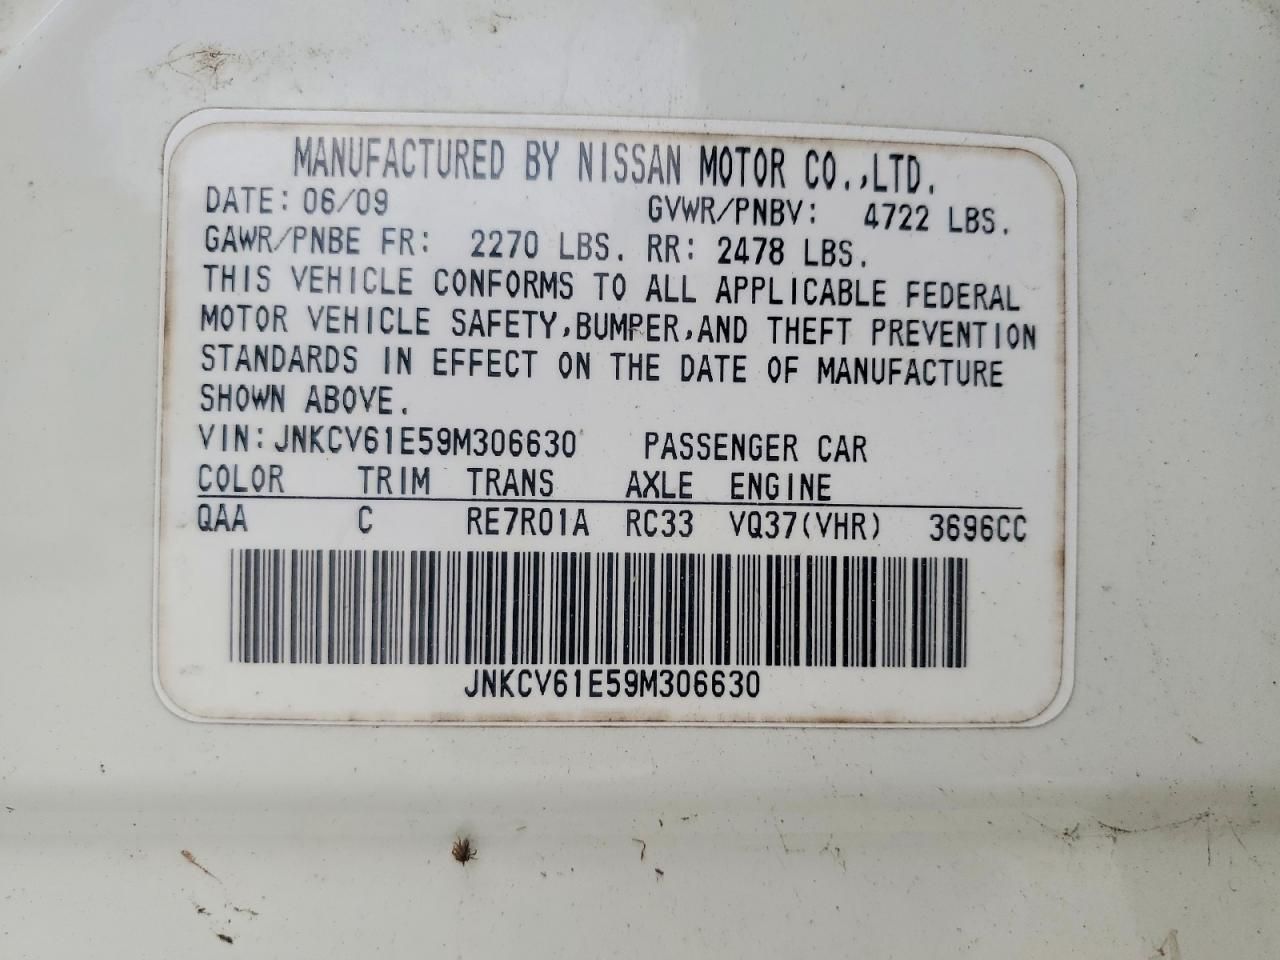 MANUFACTURED BY NISSAN MOTOR CO.,LTD.
DATE: 06/09 GVWR/PNBV: 4722 LBS.
GAWR/PNBE FR: 2270 LBS. RR: 2478 LBS.
THIS VEHICLE CONFORMS TO ALL APPLICABLE FEDERAL
MOTOR VEHICLE SAFETY,BUMPER,AND THEFT PREVENTION
STANDARDS IN EFFECT ON THE DATE OF MANUFACTURE
SHOWN ABOVE.
VIN: JNKCV61E59M306630 PASSENGER CAR
COLOR TRIM TRANS AXLE ENGINE
QAA C RE7R01A RC33 VQ37(VHR) 3696CC
JNKCV61E59M306630